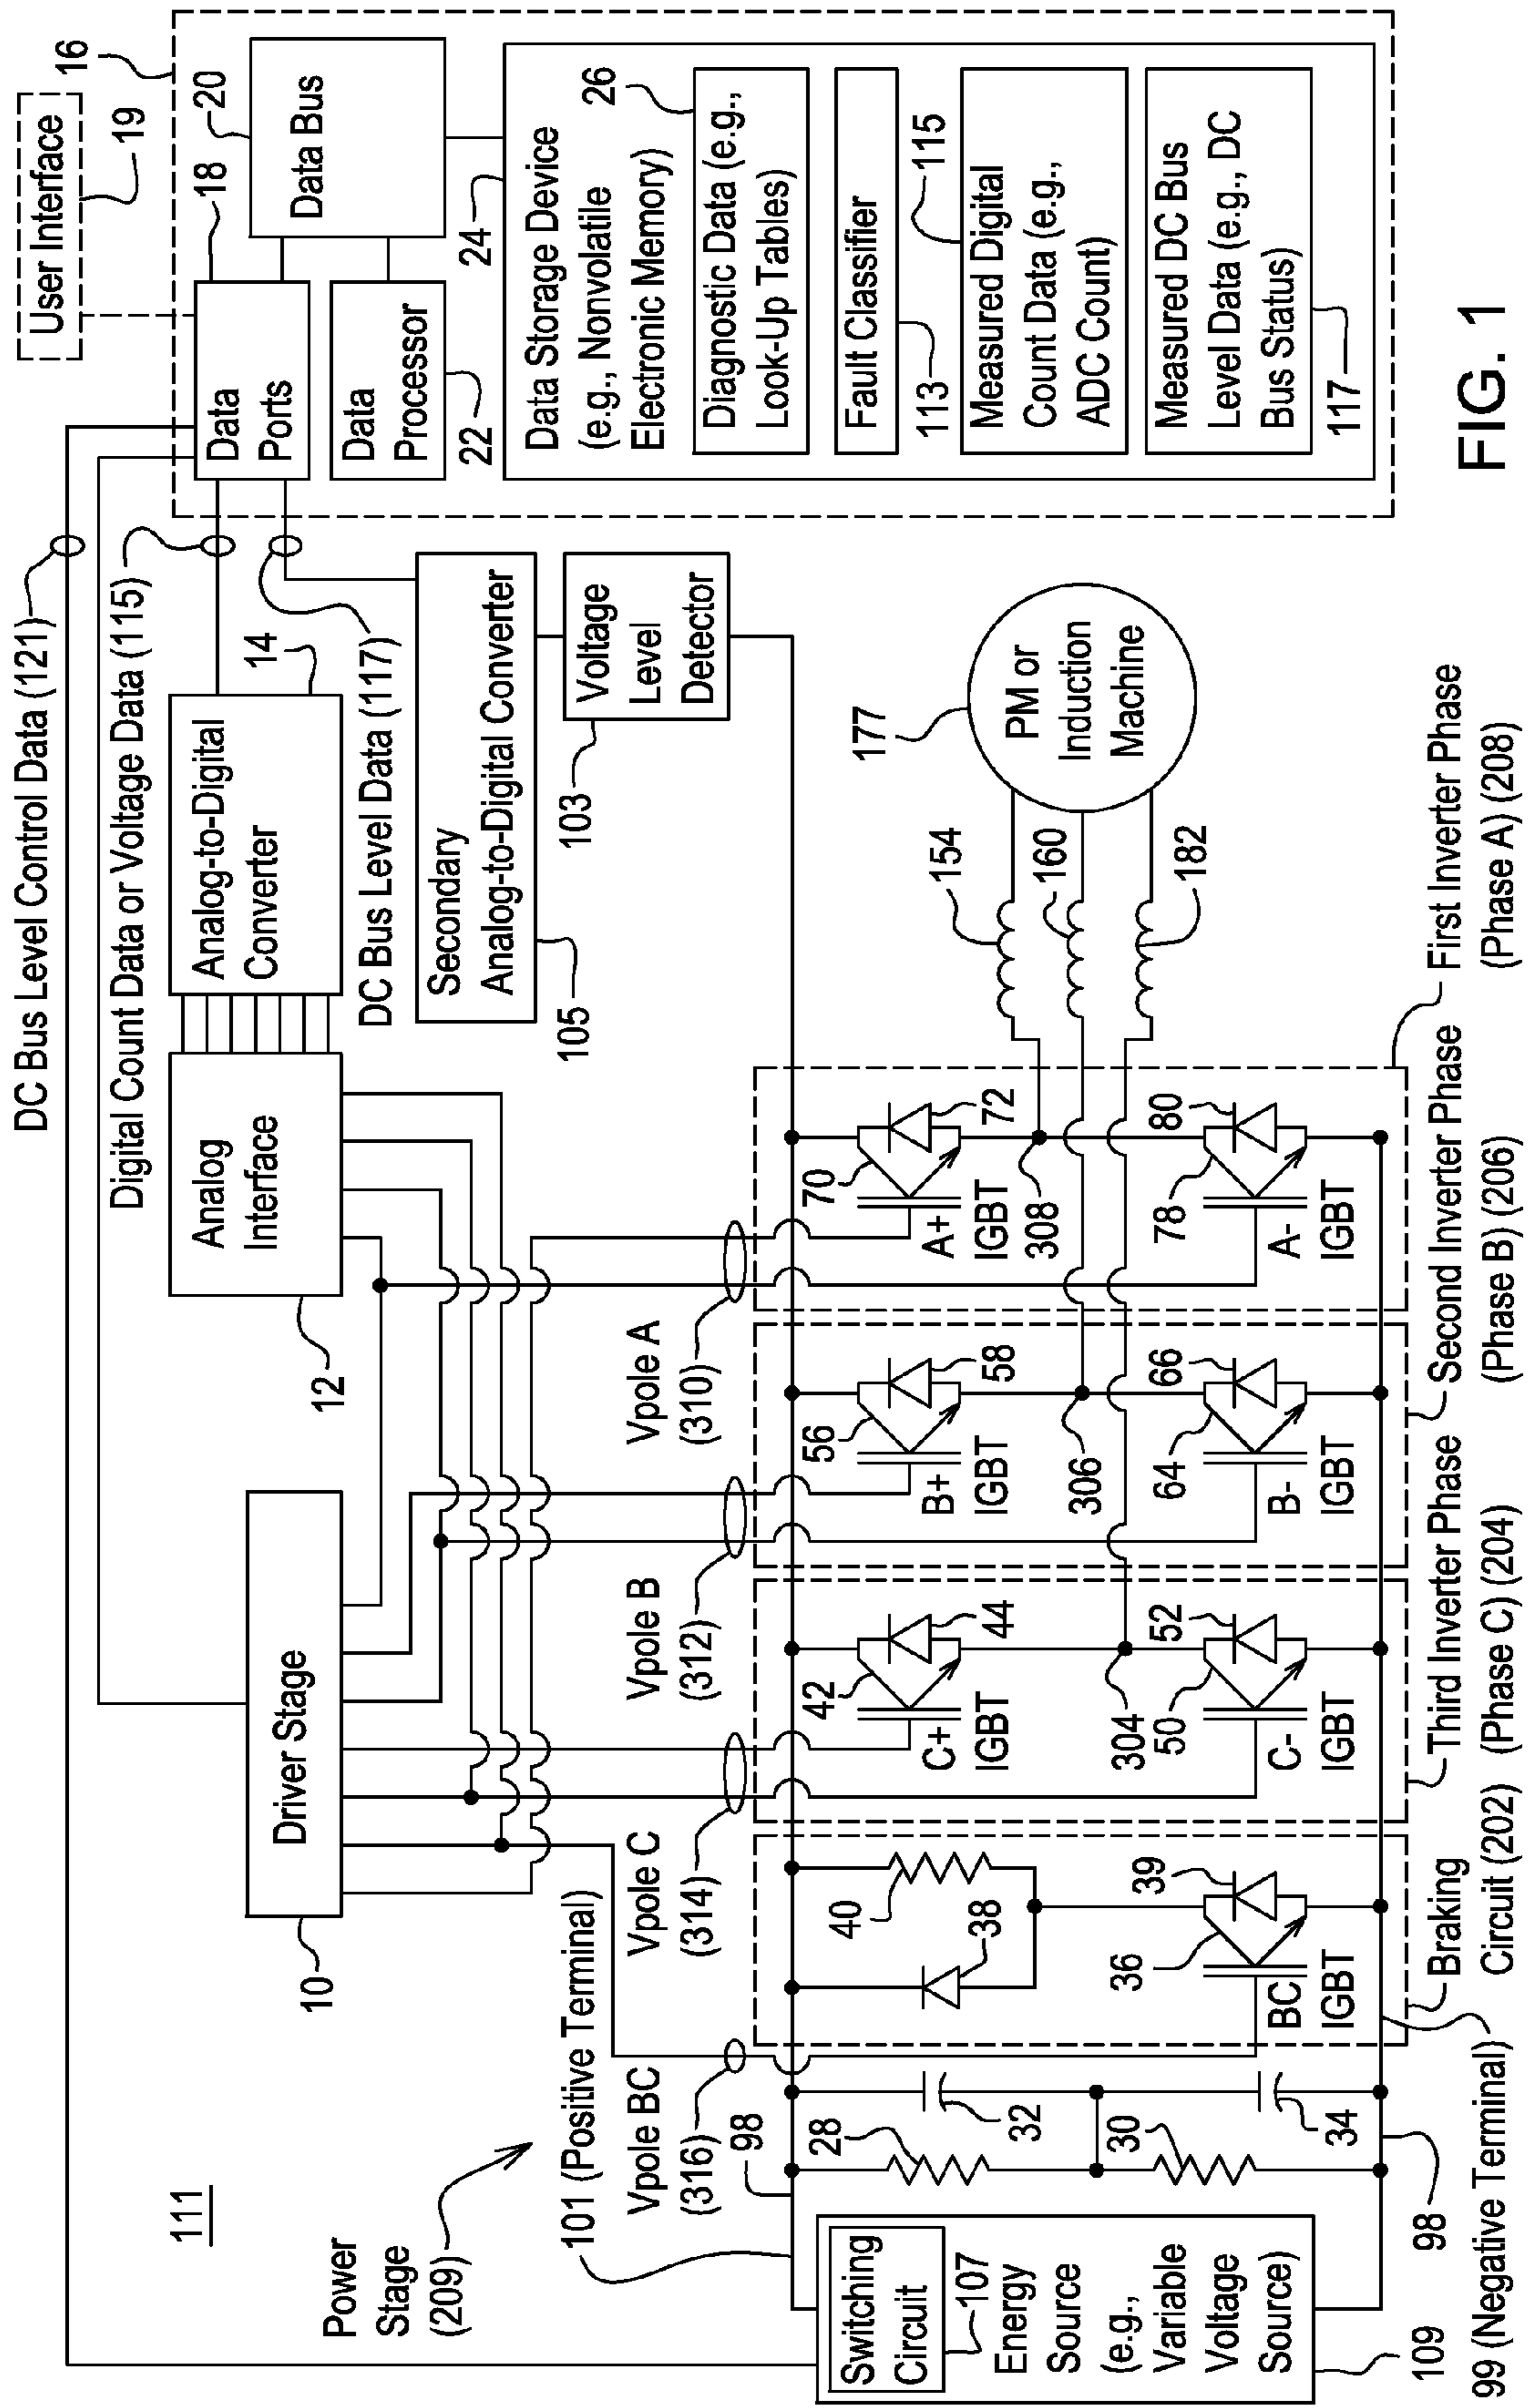 111
Power
Stage
(209)
DC Bus Level Control Data (121)
Digital Count Data or Voltage Data (115)
DC Bus Level Data (117)
User Interface
19
16
Driver Stage
10
Analog
Interface
12
Analog-to-Digital
Converter
14
Secondary
Analog-to-Digital Converter
105
Voltage
Level
Detector
103
Data
Ports
18
Data Bus
20
Data
Processor
22
24
Data Storage Device
(e.g., Nonvolatile
Electronic Memory)
26
Diagnostic Data (e.g.,
Look-Up Tables)
Fault Classifier
113
115
Measured Digital
Count Data (e.g.,
ADC Count)
Measured DC Bus
Level Data (e.g., DC
Bus Status)
117
101 (Positive Terminal)
Vpole BC
(316)
98
Vpole C
(314)
Vpole B
(312)
Vpole A
(310)
Switching
Circuit
107
Energy
Source
(e.g.,
Variable
Voltage
Source)
109
28
30
32
34
98
99 (Negative Terminal)
40
38
36
39
BC
IGBT
Braking
Circuit (202)
42
44
C+
IGBT
304
50
52
C-
IGBT
Third Inverter Phase
(Phase C) (204)
56
58
B+
IGBT
306
64
66
B-
IGBT
Second Inverter Phase
(Phase B) (206)
70
72
A+
IGBT
308
78
80
A-
IGBT
First Inverter Phase
(Phase A) (208)
154
160
182
177
PM or
Induction
Machine
FIG. 1